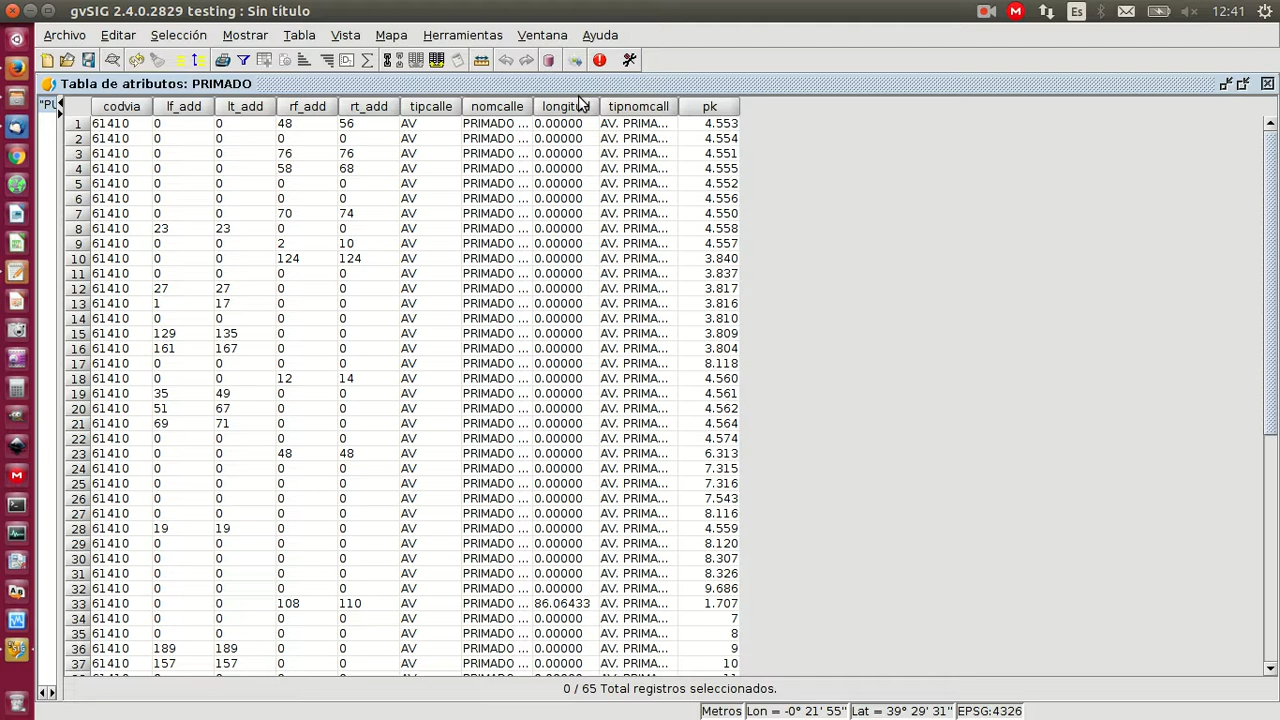 gvSIG 2.4.0.2829 testing : Sin título
Es 12:41
Archivo Editar Selección Mostrar Tabla Vista Mapa Herramientas Ventana Ayuda
Tabla de atributos: PRIMADO
"PU
codvia lf_add lt_add rf_add rt_add tipcalle nomcalle longitud tipnomcall pk
1 61410 0 0 48 56 AV PRIMADO ... 0.00000 AV. PRIMA... 4.553
2 61410 0 0 0 0 AV PRIMADO ... 0.00000 AV. PRIMA... 4.554
3 61410 0 0 76 76 AV PRIMADO ... 0.00000 AV. PRIMA... 4.551
4 61410 0 0 58 68 AV PRIMADO ... 0.00000 AV. PRIMA... 4.555
5 61410 0 0 0 0 AV PRIMADO ... 0.00000 AV. PRIMA... 4.552
6 61410 0 0 0 0 AV PRIMADO ... 0.00000 AV. PRIMA... 4.556
7 61410 0 0 70 74 AV PRIMADO ... 0.00000 AV. PRIMA... 4.550
8 61410 23 23 0 0 AV PRIMADO ... 0.00000 AV. PRIMA... 4.558
9 61410 0 0 2 10 AV PRIMADO ... 0.00000 AV. PRIMA... 4.557
10 61410 0 0 124 124 AV PRIMADO ... 0.00000 AV. PRIMA... 3.840
11 61410 0 0 0 0 AV PRIMADO ... 0.00000 AV. PRIMA... 3.837
12 61410 27 27 0 0 AV PRIMADO ... 0.00000 AV. PRIMA... 3.817
13 61410 1 17 0 0 AV PRIMADO ... 0.00000 AV. PRIMA... 3.816
14 61410 0 0 0 0 AV PRIMADO ... 0.00000 AV. PRIMA... 3.810
15 61410 129 135 0 0 AV PRIMADO ... 0.00000 AV. PRIMA... 3.809
16 61410 161 167 0 0 AV PRIMADO ... 0.00000 AV. PRIMA... 3.804
17 61410 0 0 0 0 AV PRIMADO ... 0.00000 AV. PRIMA... 8.118
18 61410 0 0 12 14 AV PRIMADO ... 0.00000 AV. PRIMA... 4.560
19 61410 35 49 0 0 AV PRIMADO ... 0.00000 AV. PRIMA... 4.561
20 61410 51 67 0 0 AV PRIMADO ... 0.00000 AV. PRIMA... 4.562
21 61410 69 71 0 0 AV PRIMADO ... 0.00000 AV. PRIMA... 4.564
22 61410 0 0 0 0 AV PRIMADO ... 0.00000 AV. PRIMA... 4.574
23 61410 0 0 48 48 AV PRIMADO ... 0.00000 AV. PRIMA... 6.313
24 61410 0 0 0 0 AV PRIMADO ... 0.00000 AV. PRIMA... 7.315
25 61410 0 0 0 0 AV PRIMADO ... 0.00000 AV. PRIMA... 7.316
26 61410 0 0 0 0 AV PRIMADO ... 0.00000 AV. PRIMA... 7.543
27 61410 0 0 0 0 AV PRIMADO ... 0.00000 AV. PRIMA... 8.116
28 61410 19 19 0 0 AV PRIMADO ... 0.00000 AV. PRIMA... 4.559
29 61410 0 0 0 0 AV PRIMADO ... 0.00000 AV. PRIMA... 8.120
30 61410 0 0 0 0 AV PRIMADO ... 0.00000 AV. PRIMA... 8.307
31 61410 0 0 0 0 AV PRIMADO ... 0.00000 AV. PRIMA... 8.326
32 61410 0 0 0 0 AV PRIMADO ... 0.00000 AV. PRIMA... 9.686
33 61410 0 0 108 110 AV PRIMADO ... 86.06433 AV. PRIMA... 1.707
34 61410 0 0 0 0 AV PRIMADO ... 0.00000 AV. PRIMA... 7
35 61410 0 0 0 0 AV PRIMADO ... 0.00000 AV. PRIMA... 8
36 61410 189 189 0 0 AV PRIMADO ... 0.00000 AV. PRIMA... 9
37 61410 157 157 0 0 AV PRIMADO ... 0.00000 AV. PRIMA... 10
0 / 65 Total registros seleccionados.
Metros Lon = -0° 21' 55" Lat = 39° 29' 31" EPSG:4326